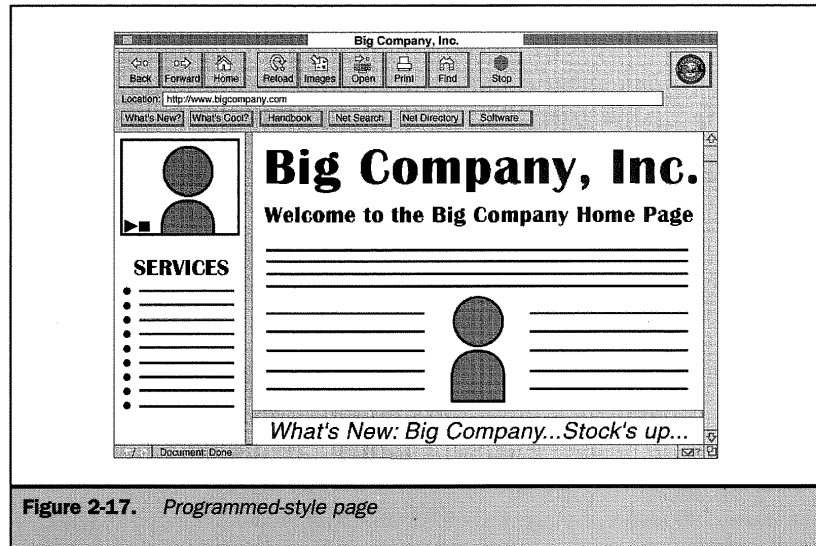 Big Company, Inc.
Back Forward Home Reload Images Open Print Find Stop
Location: http://www.bigcompany.com
What's New? What's Cool? Handbook Net Search Net Directory Software
Big Company, Inc.
Welcome to the Big Company Home Page
SERVICES
What's New: Big Company...Stock's up...
Document: Done
?
Figure 2-17. Programmed-style page